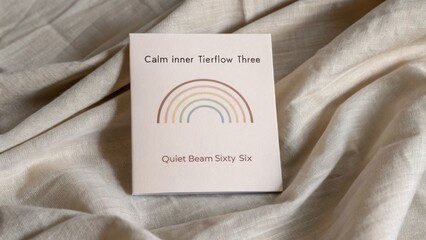 Calm inner Tierflow Three
Quiet Beam Sixty Six